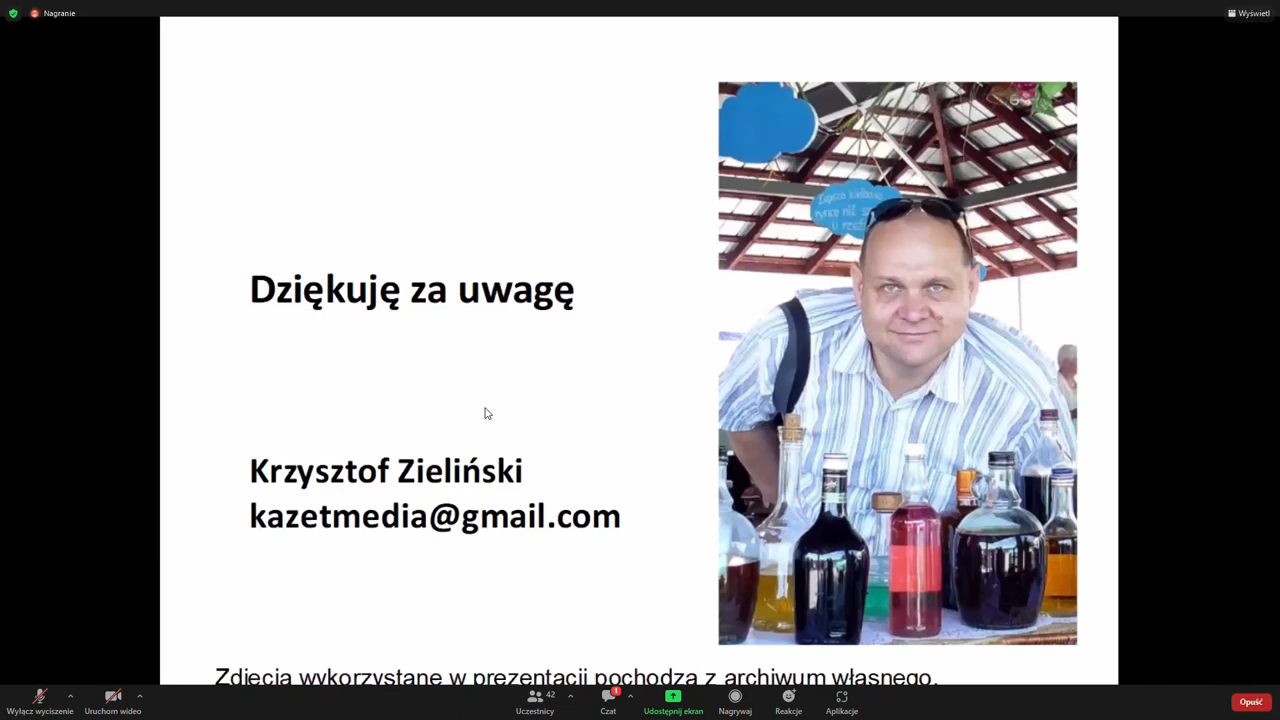 Nagranie
Wyświetl
Dziękuję za uwagę
Krzysztof Zieliński
kazetmedia@gmail.com
Zdjęcia wykorzystane w prezentacji pochodzą z archiwum własnego.
Wyłącz wyciszenie
Uruchom wideo
42
Uczestnicy
1
Czat
Udostępnij ekran
Nagrywaj
Reakcje
Aplikacje
Opuść